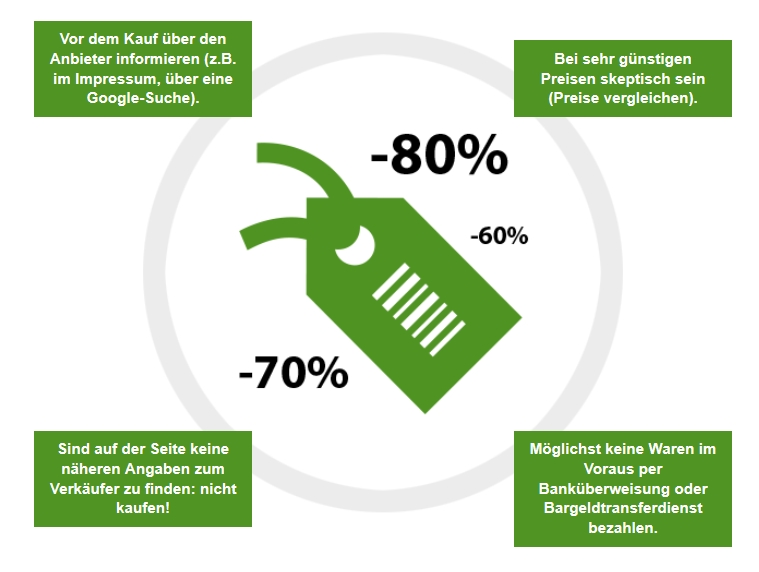 Vor dem Kauf über den
Anbieter informieren (z.B.
im Impressum, über eine
Google-Suche).
Bei sehr günstigen
Preisen skeptisch sein
(Preise vergleichen).
-80%
-60%
-70%
Sind auf der Seite keine
näheren Angaben zum
Verkäufer zu finden: nicht
kaufen!
Möglichst keine Waren im
Voraus per
Banküberweisung oder
Bargeldtransferdienst
bezahlen.